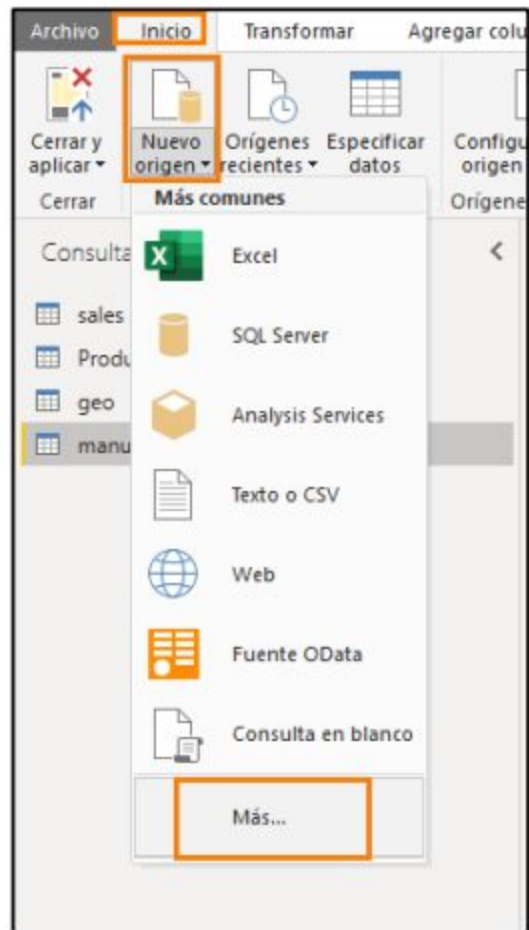 Archivo Inicio Transformar Agregar colu
Cerrar y aplicar
Nuevo origen
Orígenes recientes
Especificar datos
Configu origen
Cerrar
Orígene
Más comunes
Consulta
Excel
sales
SQL Server
Produ
geo
Analysis Services
manu
Texto o CSV
Web
Fuente OData
Consulta en blanco
Más...